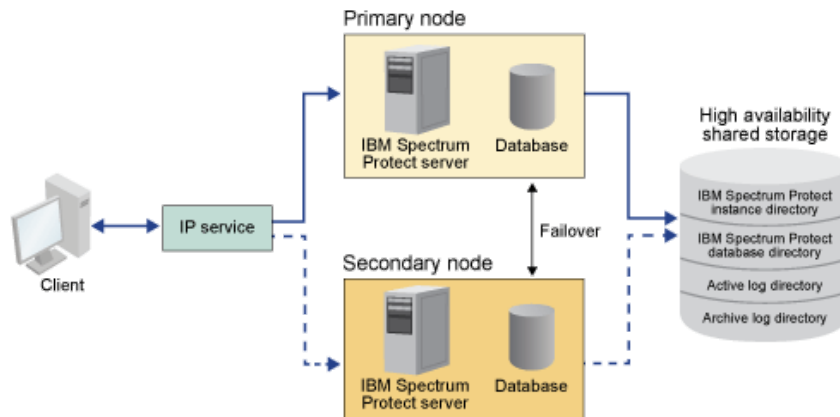 Primary node
IBM Spectrum
Protect server
Database
High availability
shared storage
IBM Spectrum Protect
instance directory
IBM Spectrum Protect
database directory
Active log directory
Archive log directory
Client
IP service
Failover
Secondary node
IBM Spectrum
Protect server
Database